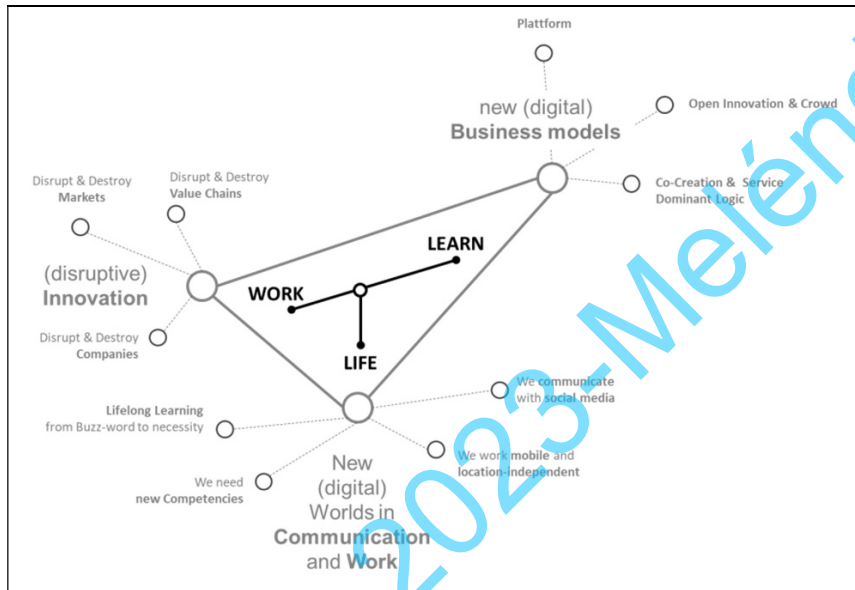 Plattform
new (digital)
Business models
Open Innovation & Crowd
Co-Creation & Service
Dominant Logic
Disrupt & Destroy
Markets
Disrupt & Destroy
Value Chains
(disruptive)
Innovation
Disrupt & Destroy
Companies
LEARN
WORK
LIFE
We communicate
with social media
Lifelong Learning
from Buzz-word to necessity
We work mobile and
location-independent
We need
new Competencies
New
(digital)
Worlds in
Communication
and Work
2023-Melén